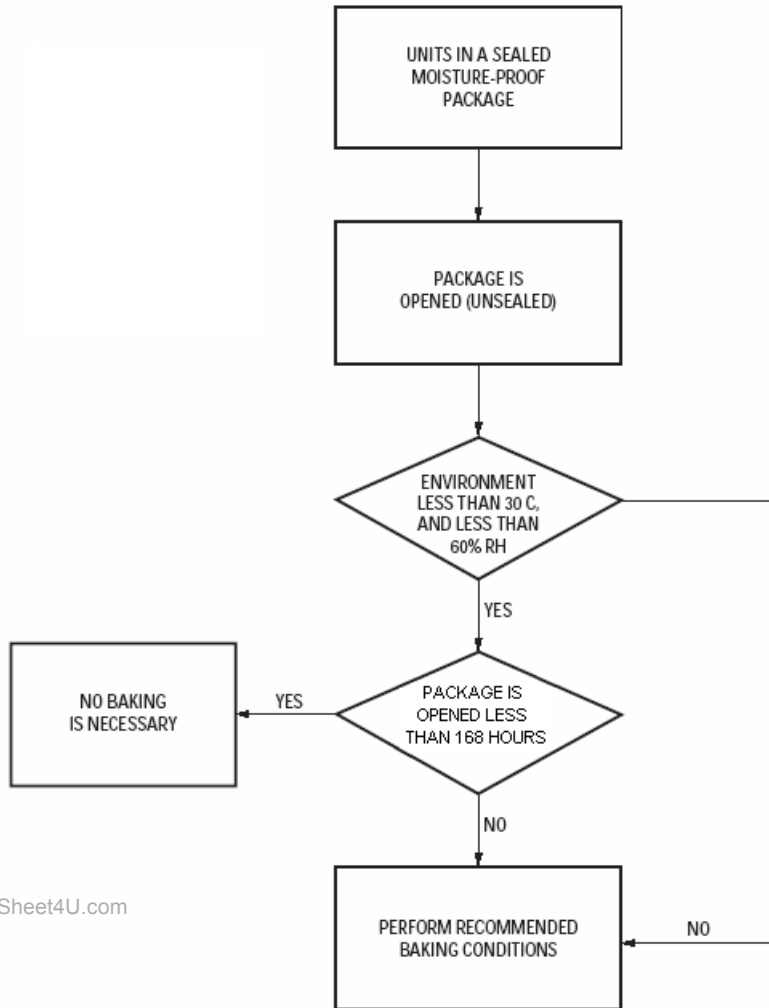 UNITS IN A SEALED
MOISTURE-PROOF
PACKAGE
PACKAGE IS
OPENED (UNSEALED)
ENVIRONMENT
LESS THAN 30 C,
AND LESS THAN
60% RH
YES
PACKAGE IS
OPENED LESS
THAN 168 HOURS
YES
NO BAKING
IS NECESSARY
NO
PERFORM RECOMMENDED
BAKING CONDITIONS
NO
Sheet4U.com